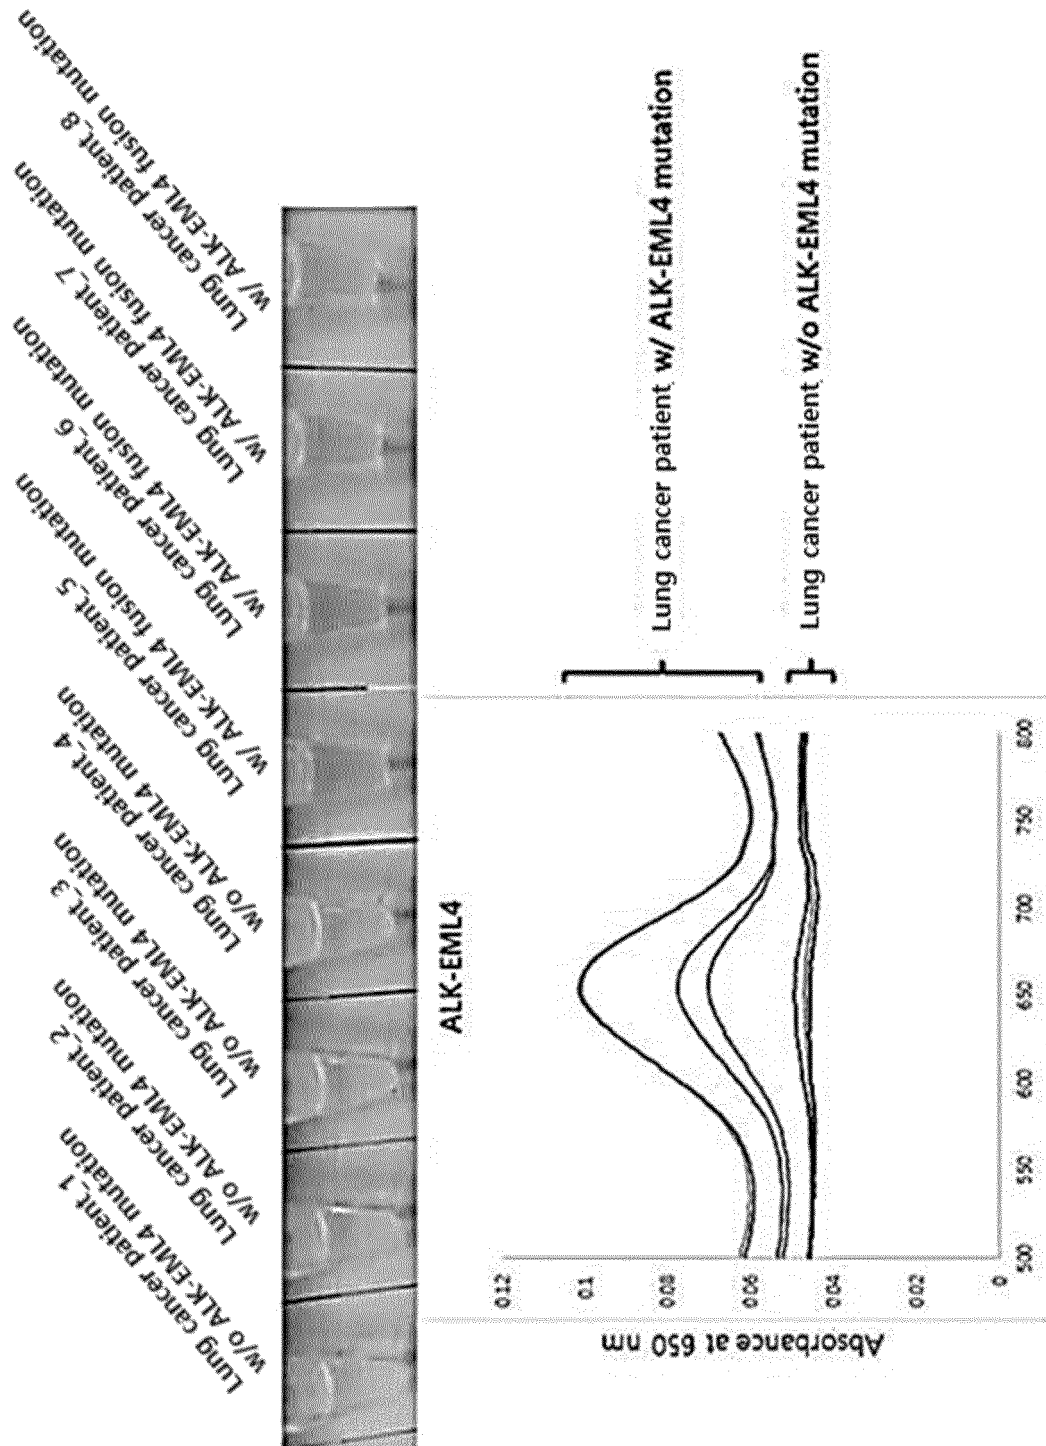 Lung cancer patient_1
w/o ALK-EML4 mutation
Lung cancer patient_2
w/o ALK-EML4 mutation
Lung cancer patient_3
w/o ALK-EML4 mutation
Lung cancer patient_4
w/o ALK-EML4 mutation
Lung cancer patient_5
w/ ALK-EML4 fusion mutation
Lung cancer patient_6
w/ ALK-EML4 fusion mutation
Lung cancer patient_7
w/ ALK-EML4 fusion mutation
Lung cancer patient_8
w/ ALK-EML4 fusion mutation
ALK-EML4
Absorbance at 650 nm
0.12
0.1
0.08
0.06
0.04
0.02
0
500
550
600
650
700
750
800
Lung cancer patient w/ ALK-EML4 mutation
Lung cancer patient w/o ALK-EML4 mutation